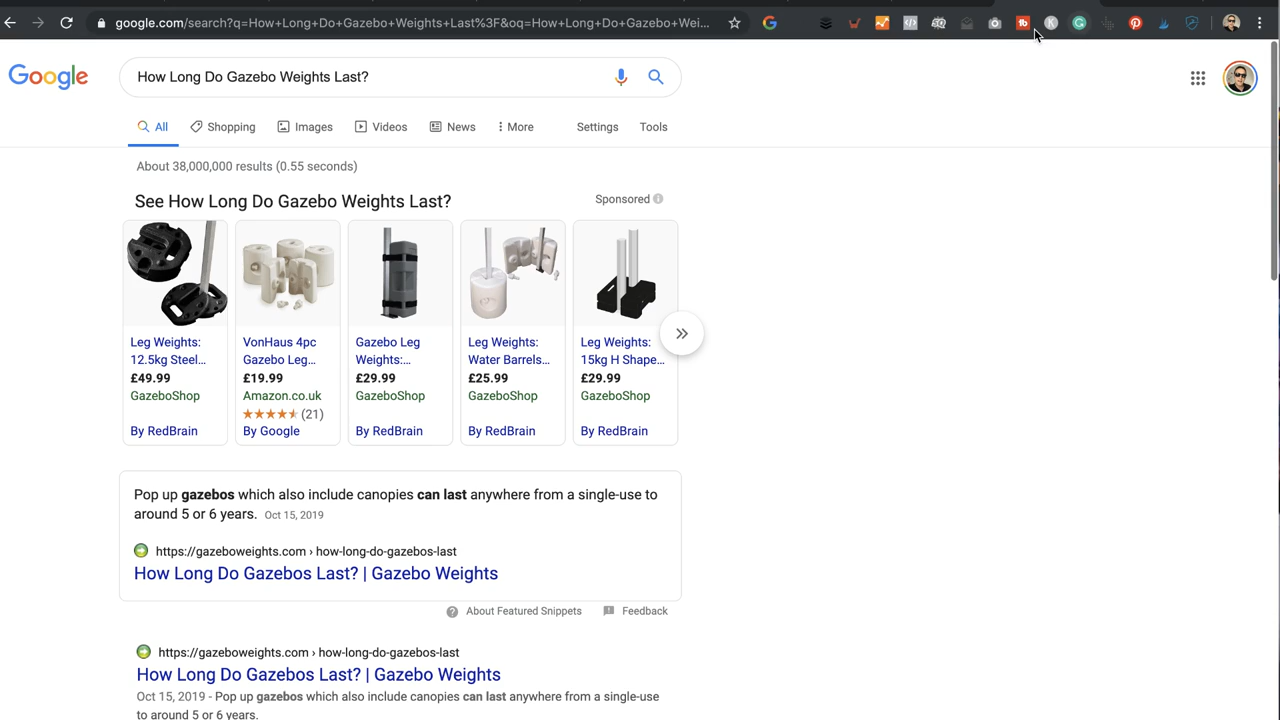 google.com/search?q=How+Long+Do+Gazebo+Weights+Last%3F&oq=How+Long+Do+Gazebo+Wei...
Google
How Long Do Gazebo Weights Last?
All
Shopping
Images
Videos
News
More
Settings
Tools
About 38,000,000 results (0.55 seconds)
See How Long Do Gazebo Weights Last?
Sponsored
Leg Weights:
12.5kg Steel...
£49.99
GazeboShop
By RedBrain
VonHaus 4pc
Gazebo Leg...
£19.99
Amazon.co.uk
(21)
By Google
Gazebo Leg
Weights:...
£29.99
GazeboShop
By RedBrain
Leg Weights:
Water Barrels...
£25.99
GazeboShop
By RedBrain
Leg Weights:
15kg H Shape...
£29.99
GazeboShop
By RedBrain
Pop up gazebos which also include canopies can last anywhere from a single-use to
around 5 or 6 years. Oct 15, 2019
https://gazeboweights.com › how-long-do-gazebos-last
How Long Do Gazebos Last? | Gazebo Weights
About Featured Snippets
Feedback
https://gazeboweights.com › how-long-do-gazebos-last
How Long Do Gazebos Last? | Gazebo Weights
Oct 15, 2019 - Pop up gazebos which also include canopies can last anywhere from a single-use
to around 5 or 6 years.